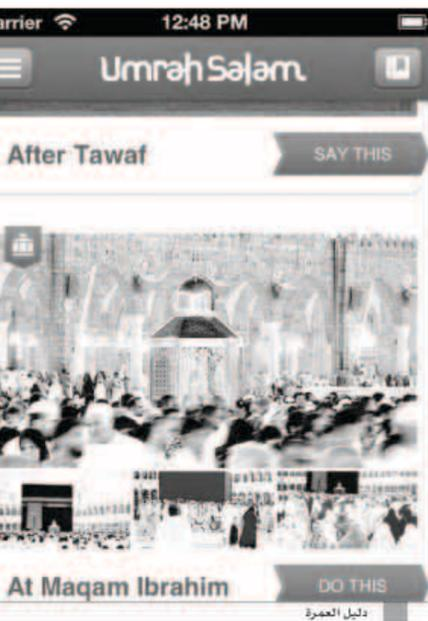 arrier 12:48 PM
Umrah Salam
After Tawaf SAY THIS
At Maqam Ibrahim DO THIS
دليل العمرة